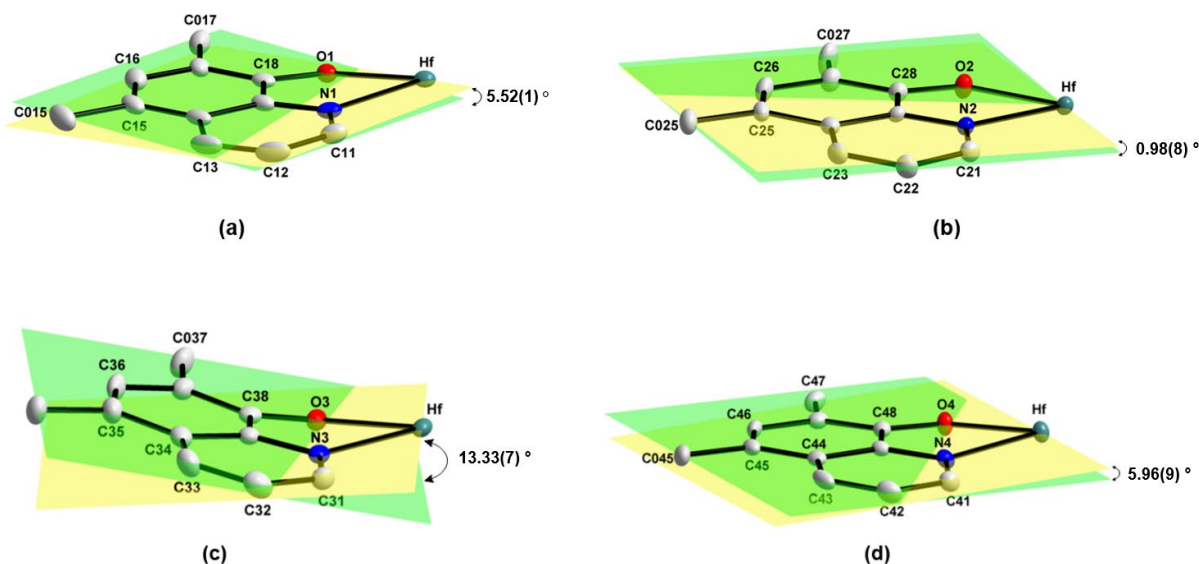 C017
C16
C18
O1
Hf
N1
5.52(1) °
C015
C15
C11
C13
C12
(a)
C027
C26
C28
O2
Hf
N2
C025
C25
0.98(8) °
C23
C21
C22
(b)
C037
C36
C38
O3
Hf
N3
C35
C34
13.33(7) °
C33
C31
C32
(c)
C47
C46
C48
O4
Hf
C44
N4
C045
C45
5.96(9) °
C43
C41
C42
(d)